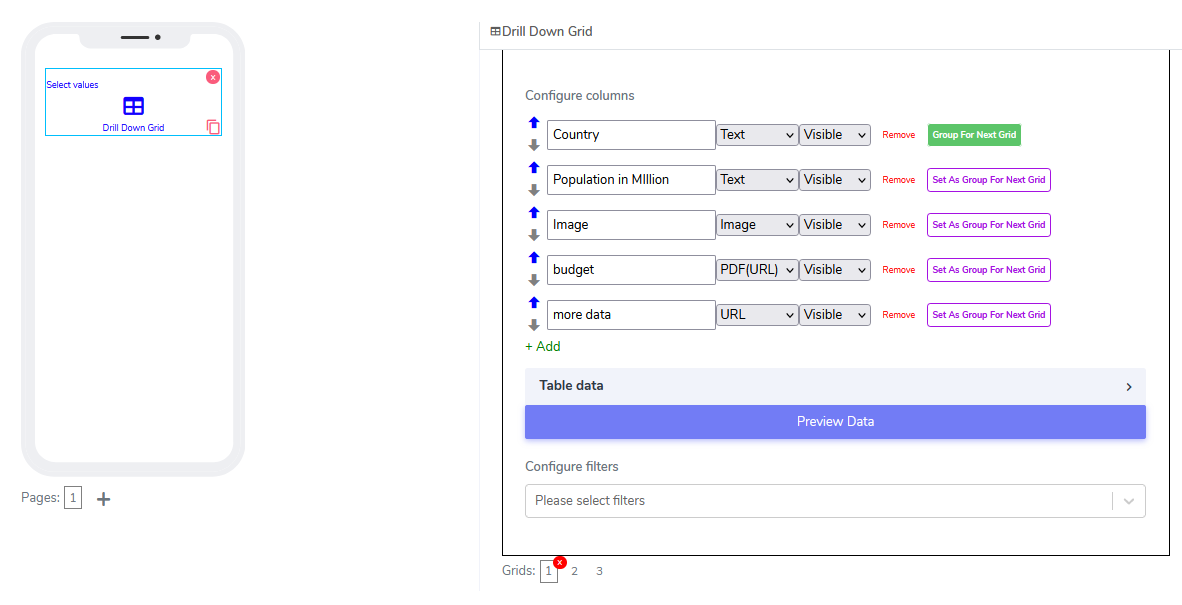 Drill Down Grid
x
Select values
Drill Down Grid
Configure columns
Country Text Visible Remove Group For Next Grid
Population in MIllion Text Visible Remove Set As Group For Next Grid
Image Image Visible Remove Set As Group For Next Grid
budget PDF(URL) Visible Remove Set As Group For Next Grid
more data URL Visible Remove Set As Group For Next Grid
+ Add
Table data
Preview Data
Configure filters
Please select filters
Pages: 1 +
Grids: 1 x 2 3